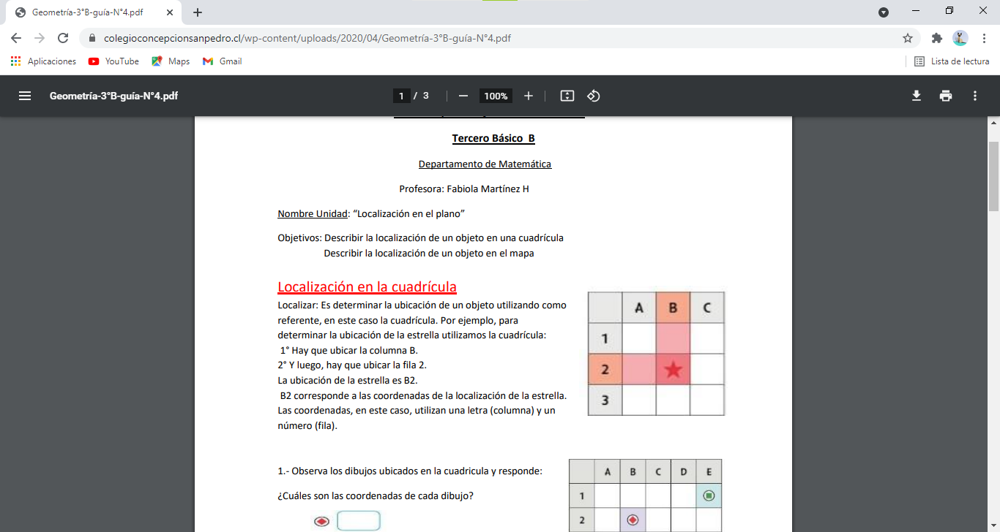 Geometría-3°B-guía-N°4.pdf
colegioconcepcionsanpedro.cl/wp-content/uploads/2020/04/Geometría-3°B-guía-N°4.pdf
Aplicaciones YouTube Maps Gmail Lista de lectura
Geometría-3°B-guía-N°4.pdf 1 / 3 100%
Tercero Básico B
Departamento de Matemática
Profesora: Fabiola Martínez H
Nombre Unidad: “Localización en el plano”
Objetivos: Describir la localización de un objeto en una cuadrícula
Describir la localización de un objeto en el mapa
Localización en la cuadrícula
Localizar: Es determinar la ubicación de un objeto utilizando como
referente, en este caso la cuadrícula. Por ejemplo, para
determinar la ubicación de la estrella utilizamos la cuadrícula:
1° Hay que ubicar la columna B.
2° Y luego, hay que ubicar la fila 2.
La ubicación de la estrella es B2.
B2 corresponde a las coordenadas de la localización de la estrella.
Las coordenadas, en este caso, utilizan una letra (columna) y un
número (fila).
A B C
1
2
3
1.- Observa los dibujos ubicados en la cuadricula y responde:
¿Cuáles son las coordenadas de cada dibujo?
A B C D E
1
2